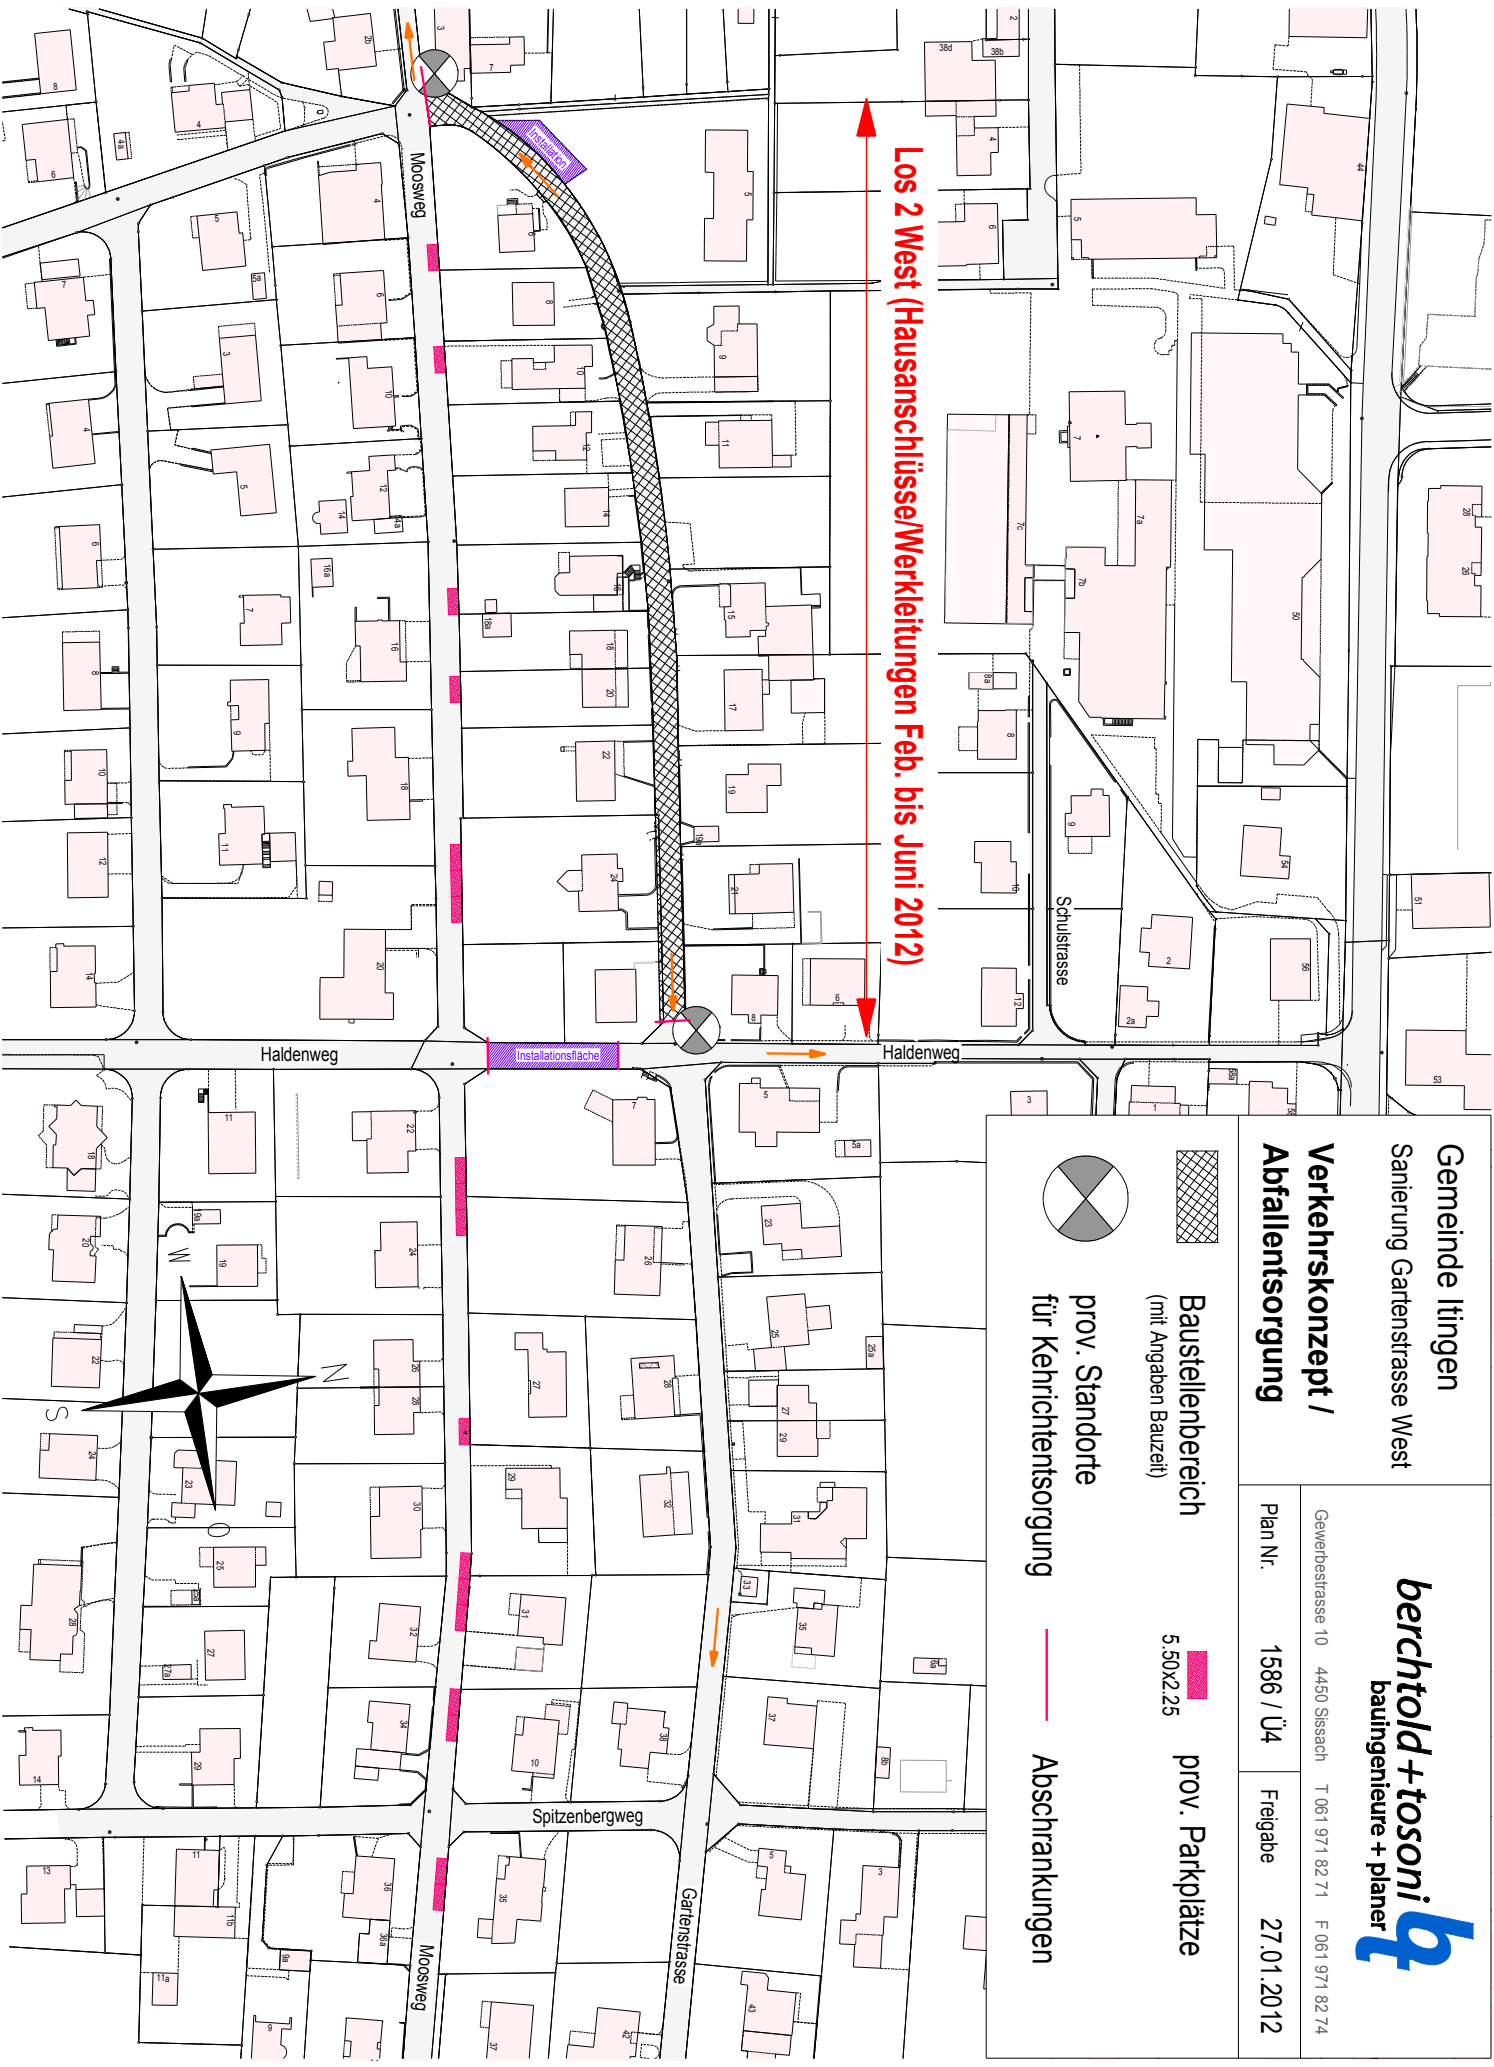 Gemeinde Itingen
Sanierung Gartenstrasse West
Verkehrskonzept /
Abfallentsorgung
berchtold+tosoni
bauingenieure + planer
Gewerbestrasse 10 4450 Sissach T 061 971 82 71 F 061 971 82 74
Plan Nr. 1586 / Ü4
Freigabe 27.01.2012
Baustellenbereich
(mit Angaben Bauzeit)
prov. Standorte
für Kehrichtentsorgung
5.50x2.25
prov. Parkplätze
Abschrankungen
Los 2 West (Hausanschlüsse/Werkleitungen Feb. bis Juni 2012)
Schulstrasse
Haldenweg
Haldenweg
Installation
Installationsfläche
Moosweg
Moosweg
Spitzenbergweg
Gartenstrasse
N
W
S
O